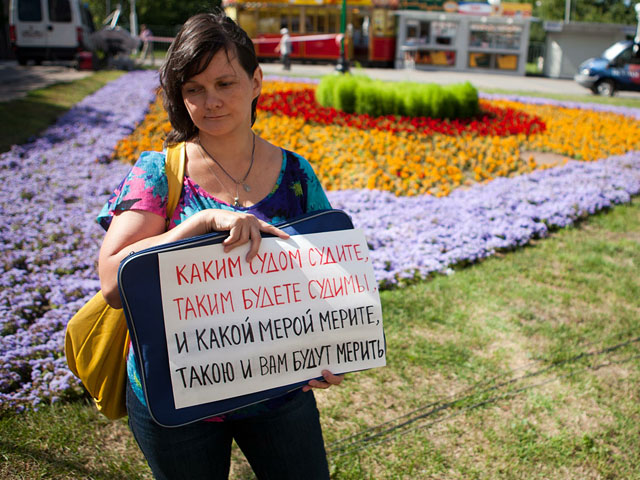 КАКИМ СУДОМ СУДИТЕ,
ТАКИМ БУДЕТЕ СУДИМЫ,
И КАКОЙ МЕРОЙ МЕРИТЕ,
ТАКОЮ И ВАМ БУДУТ МЕРИТЬ